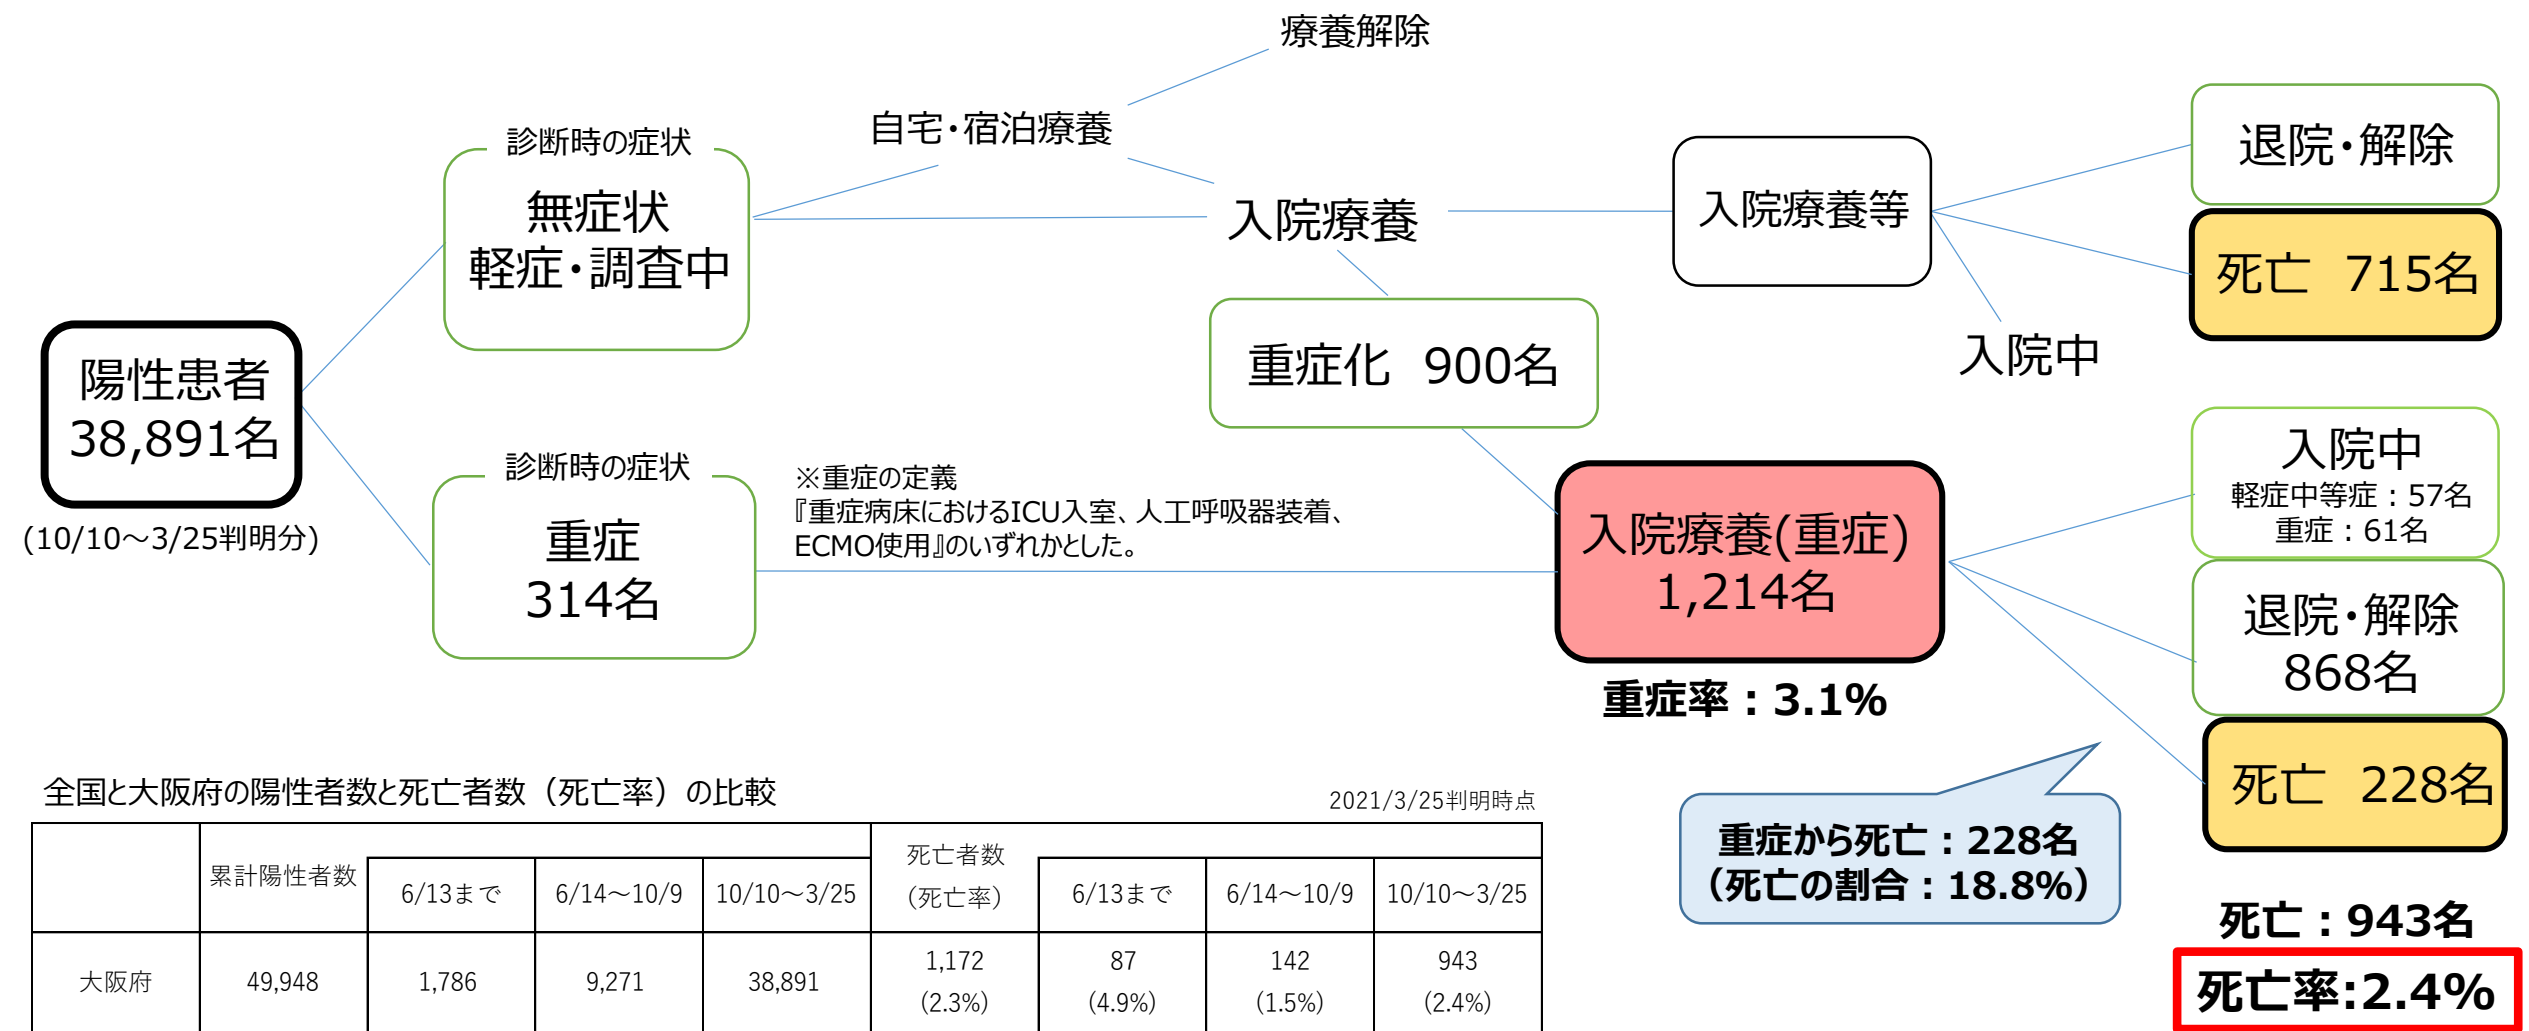 療養解除
自宅・宿泊療養
診断時の症状
無症状
軽症・調査中
入院療養
入院療養等
退院・解除
死亡　715名
入院中
陽性患者
38,891名
(10/10～3/25判明分)
重症化　900名
診断時の症状
重症
314名
※重症の定義
『重症病床におけるICU入室、人工呼吸器装着、
ECMO使用』のいずれかとした。
入院療養(重症)
1,214名
重症率：3.1%
入院中
軽症中等症：57名
重症：61名
退院・解除
868名
死亡　228名
重症から死亡：228名
（死亡の割合：18.8%）
死亡：943名
死亡率:2.4%
全国と大阪府の陽性者数と死亡者数（死亡率）の比較
2021/3/25判明時点
累計陽性者数 6/13まで 6/14～10/9 10/10～3/25 死亡者数 （死亡率） 6/13まで 6/14～10/9 10/10～3/25
大阪府 49,948 1,786 9,271 38,891 1,172 87 142 943
(2.3%) (4.9%) (1.5%) (2.4%)